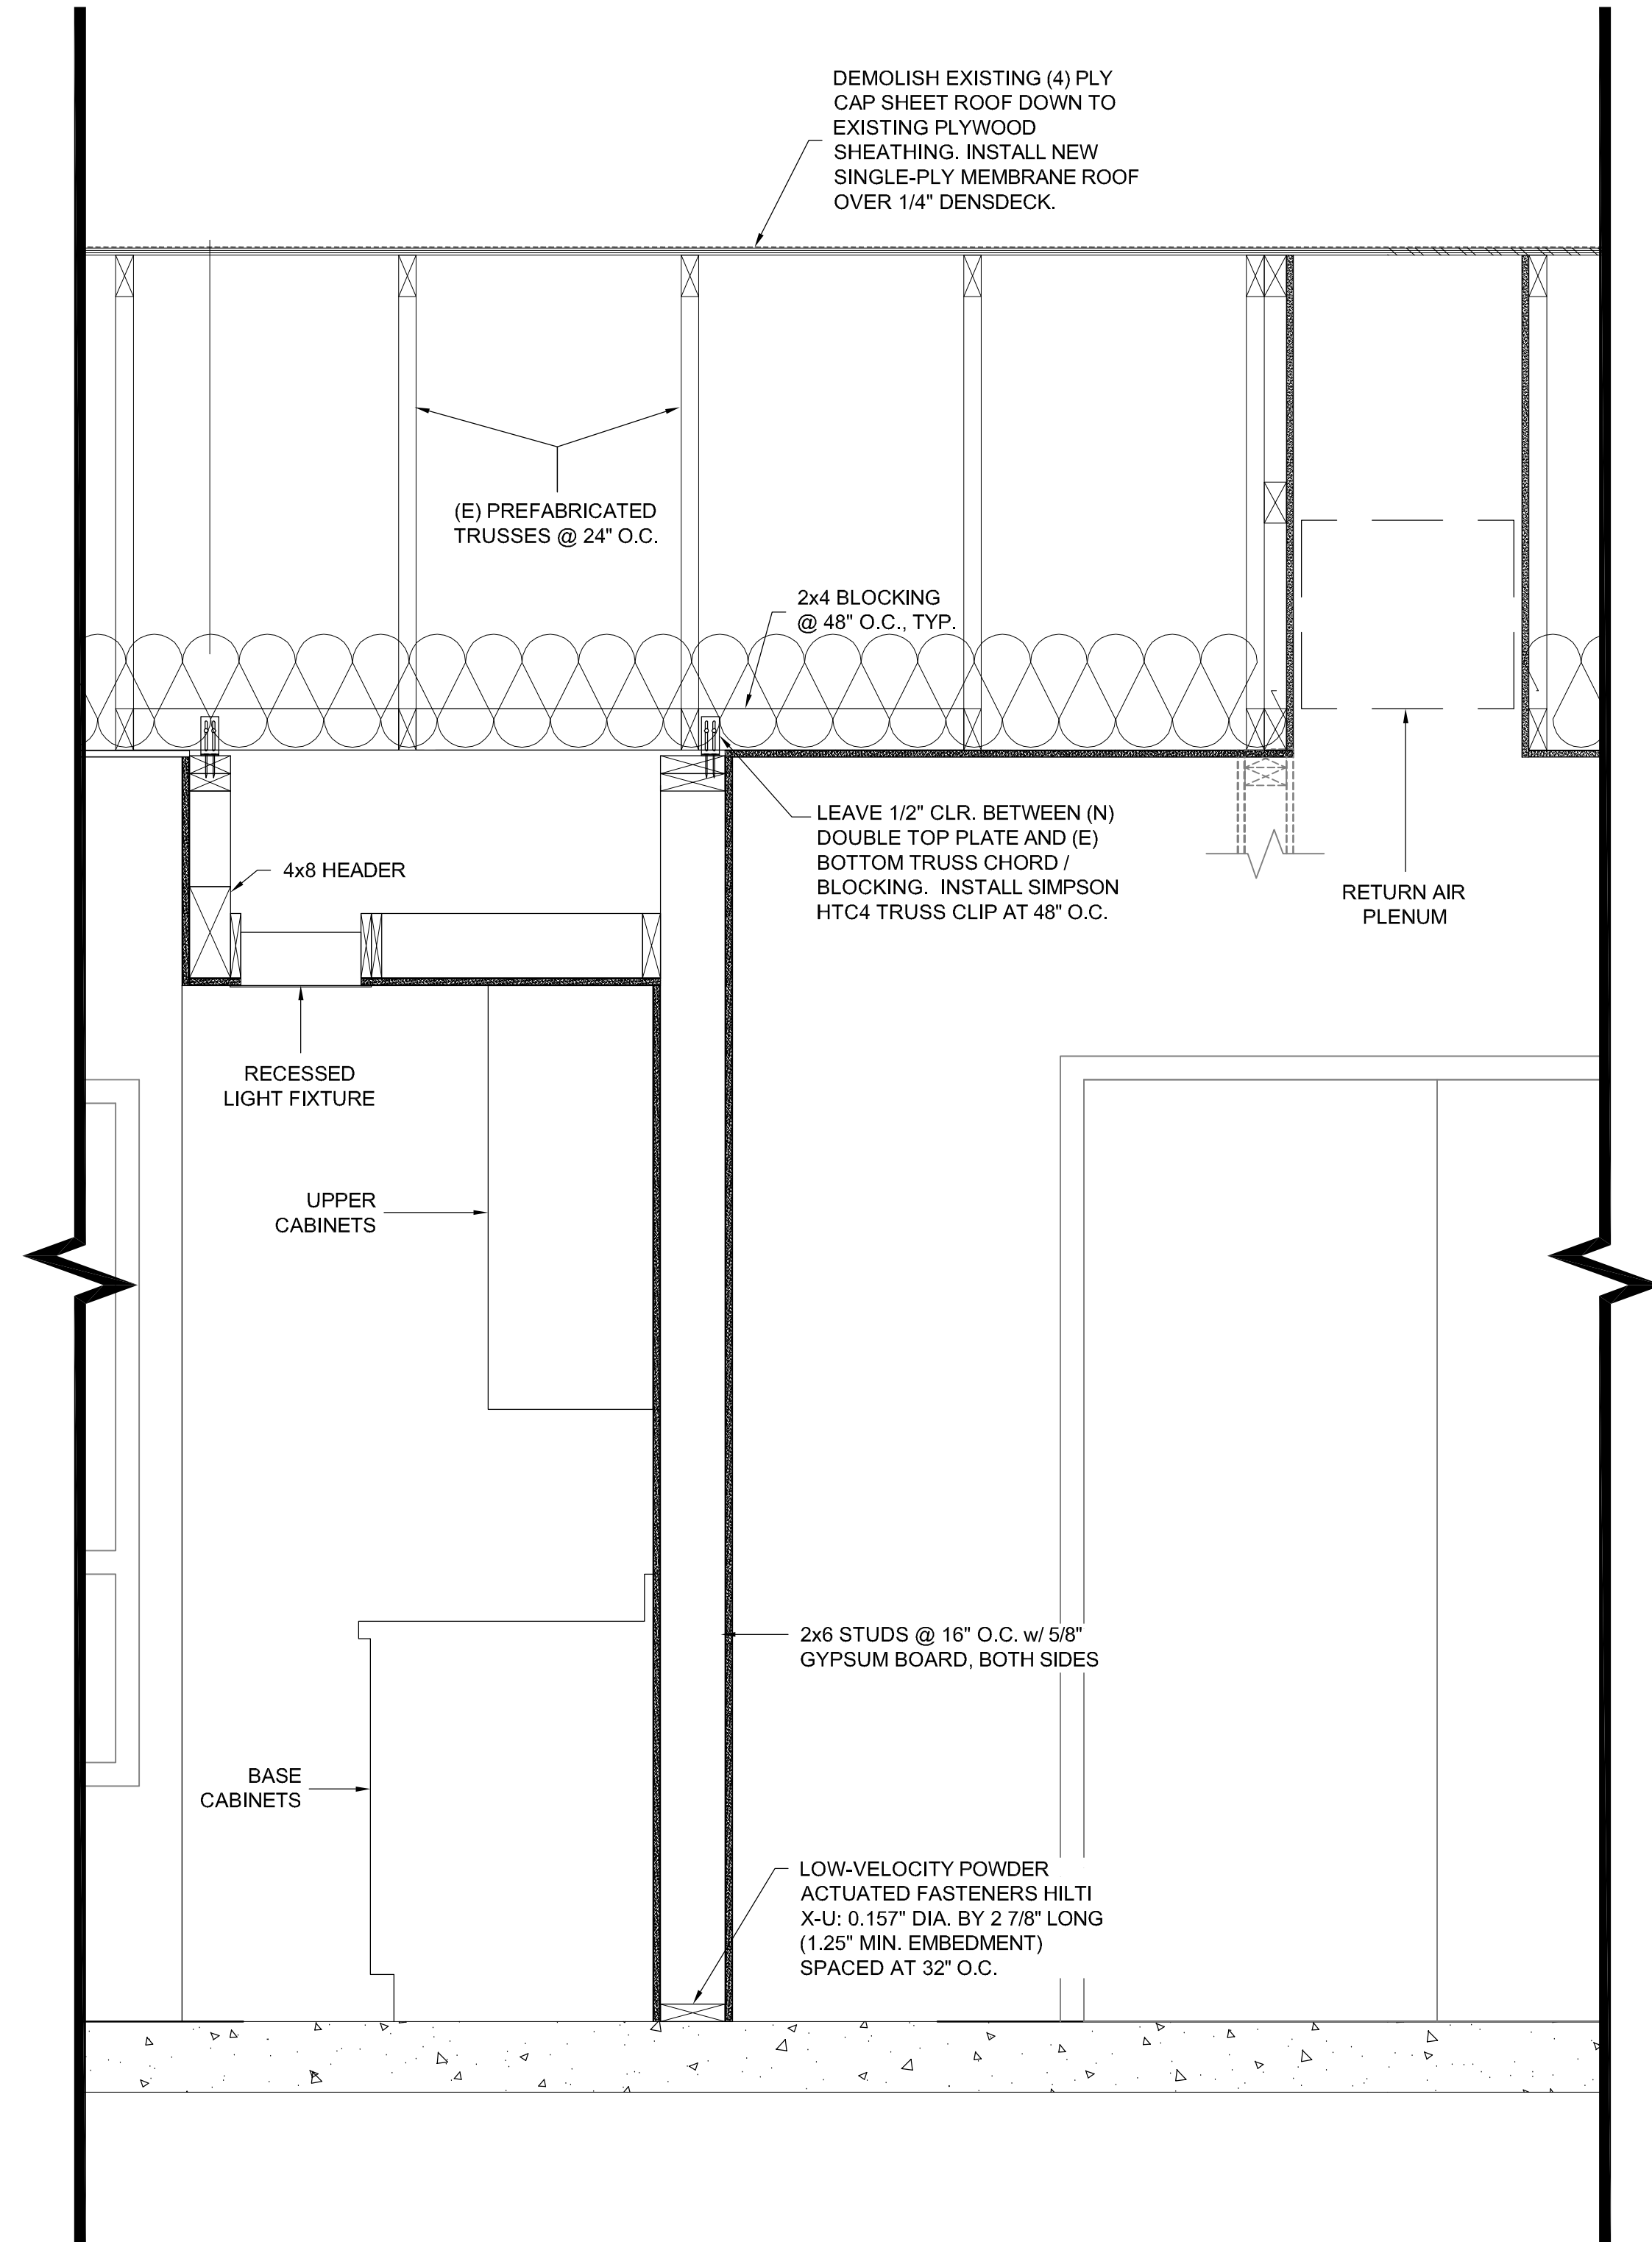 DEMOLISH EXISTING (4) PLY
CAP SHEET ROOF DOWN TO
EXISTING PLYWOOD
SHEATHING. INSTALL NEW
SINGLE-PLY MEMBRANE ROOF
OVER 1/4" DENSDECK.
(E) PREFABRICATED
TRUSSES @ 24" O.C.
2x4 BLOCKING
@ 48" O.C., TYP.
LEAVE 1/2" CLR. BETWEEN (N)
DOUBLE TOP PLATE AND (E)
BOTTOM TRUSS CHORD /
BLOCKING. INSTALL SIMPSON
HTC4 TRUSS CLIP AT 48" O.C.
4x8 HEADER
RETURN AIR
PLENUM
RECESSED
LIGHT FIXTURE
UPPER
CABINETS
2x6 STUDS @ 16" O.C. w/ 5/8"
GYPSUM BOARD, BOTH SIDES
BASE
CABINETS
LOW-VELOCITY POWDER
ACTUATED FASTENERS HILTI
X-U: 0.157" DIA. BY 2 7/8" LONG
(1.25" MIN. EMBEDMENT)
SPACED AT 32" O.C.